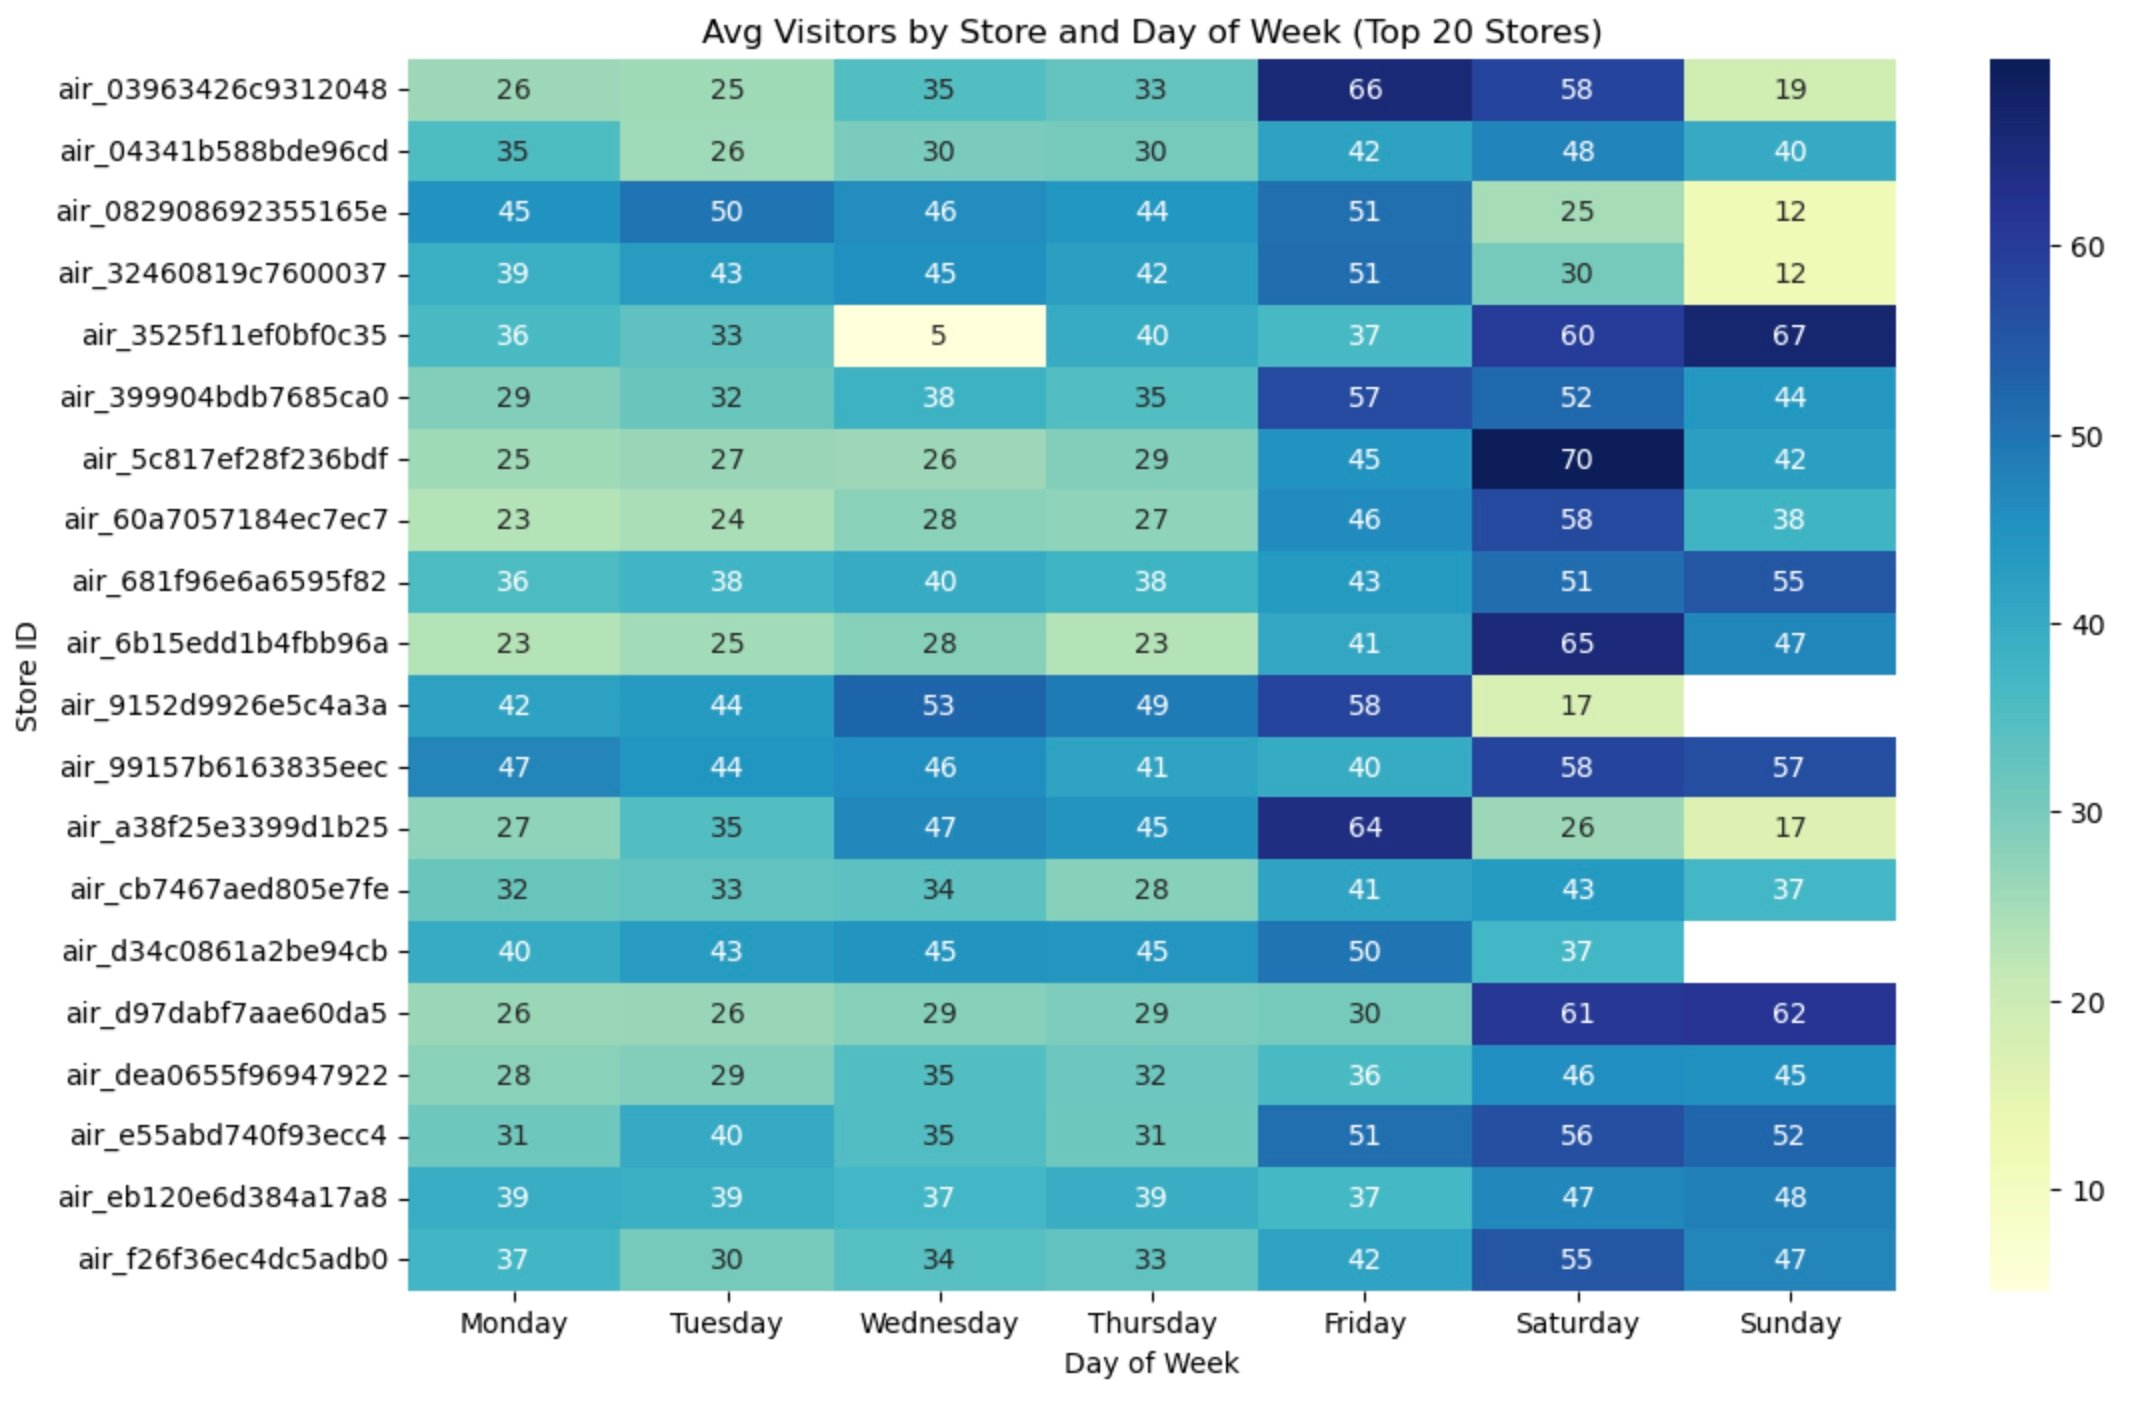 Avg Visitors by Store and Day of Week (Top 20 Stores)
air_03963426c9312048 26 25 35 33 66 58 19
air_04341b588bde96cd 35 26 30 30 42 48 40
air_082908692355165e 45 50 46 44 51 25 12
air_32460819c7600037 39 43 45 42 51 30 12
air_3525f11ef0bf0c35 36 33 5 40 37 60 67
air_399904bdb7685ca0 29 32 38 35 57 52 44
air_5c817ef28f236bdf 25 27 26 29 45 70 42
air_60a7057184ec7ec7 23 24 28 27 46 58 38
air_681f96e6a6595f82 36 38 40 38 43 51 55
air_6b15edd1b4fbb96a 23 25 28 23 41 65 47
air_9152d9926e5c4a3a 42 44 53 49 58 17
air_99157b6163835eec 47 44 46 41 40 58 57
air_a38f25e3399d1b25 27 35 47 45 64 26 17
air_cb7467aed805e7fe 32 33 34 28 41 43 37
air_d34c0861a2be94cb 40 43 45 45 50 37
air_d97dabf7aae60da5 26 26 29 29 30 61 62
air_dea0655f96947922 28 29 35 32 36 46 45
air_e55abd740f93ecc4 31 40 35 31 51 56 52
air_eb120e6d384a17a8 39 39 37 39 37 47 48
air_f26f36ec4dc5adb0 37 30 34 33 42 55 47
Monday Tuesday Wednesday Thursday Friday Saturday Sunday
Day of Week
Store ID
60
50
40
30
20
10